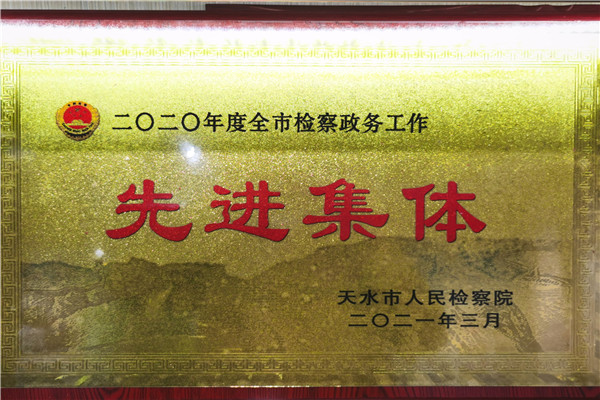 二〇二〇年度全市检察政务工作
先进集体
天水市人民检察院
二〇二一年三月